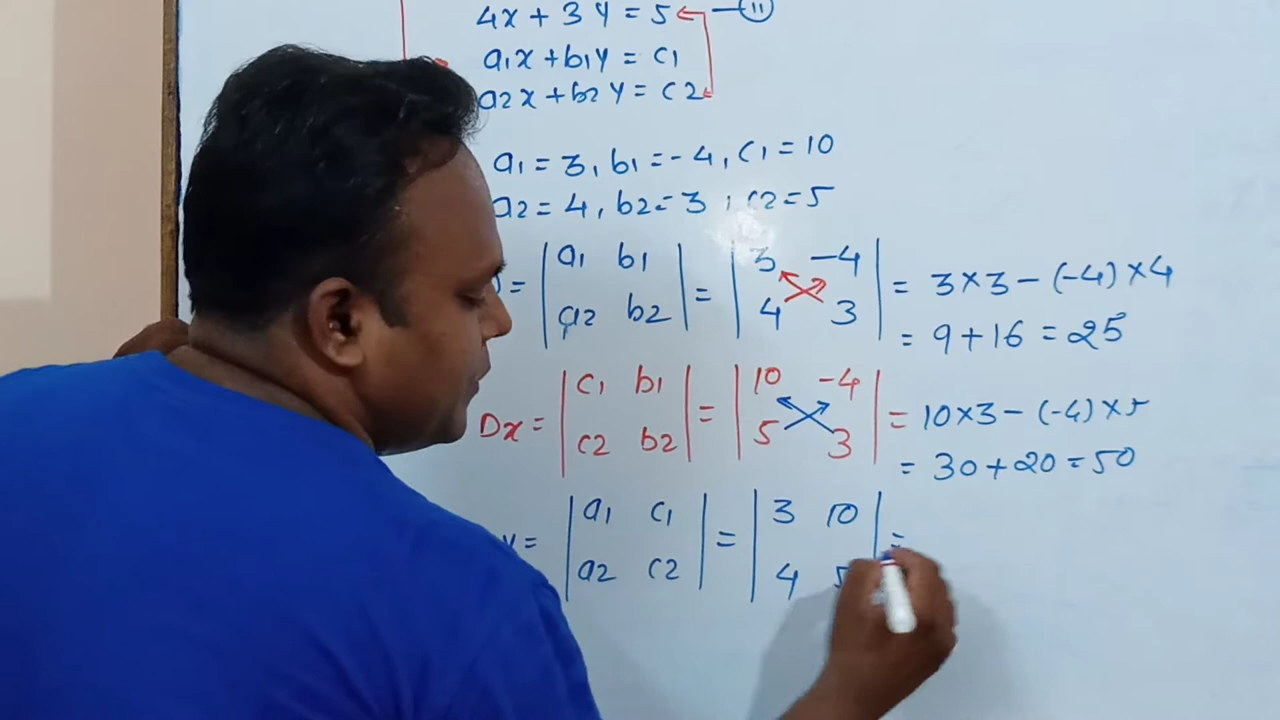 4x + 3y = 5 — 11
a1x + b1y = c1
a2x + b2y = c2
a1 = 3, b1 = -4, c1 = 10
a2 = 4, b2 = 3, c2 = 5
= | a1 b1 | = | 3 -4 | = 3×3 - (-4)×4
| a2 b2 | | 4 3 | = 9 + 16 = 25
Dx = | c1 b1 | = | 10 -4 | = 10×3 - (-4)×5
| c2 b2 | | 5 3 | = 30 + 20 = 50
y = | a1 c1 | = | 3 10 | =
| a2 c2 | | 4 5